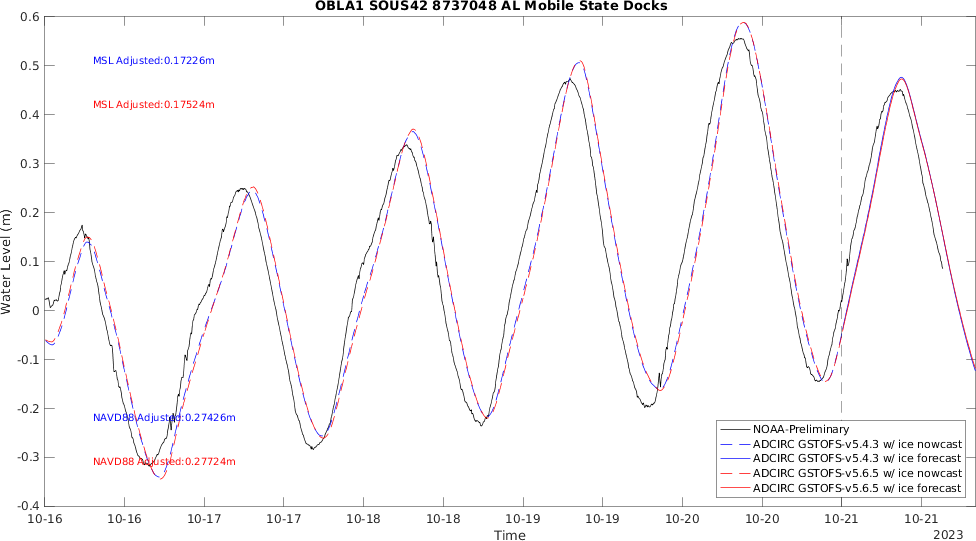 OBLA1 SOUS42 8737048 AL Mobile State Docks
0.6
0.5
0.4
0.3
0.2
0.1
0
-0.1
-0.2
-0.3
-0.4
Water Level (m)
MSL Adjusted:0.17226m
MSL Adjusted:0.17524m
NAVD88 Adjusted:0.27426m
NAVD88 Adjusted:0.27724m
NOAA-Preliminary
ADCIRC GSTOFS-v5.4.3 w/ ice nowcast
ADCIRC GSTOFS-v5.4.3 w/ ice forecast
ADCIRC GSTOFS-v5.6.5 w/ ice nowcast
ADCIRC GSTOFS-v5.6.5 w/ ice forecast
10-16 10-16 10-17 10-17 10-18 10-18 10-19 10-19 10-20 10-20 10-21 10-21
Time
2023